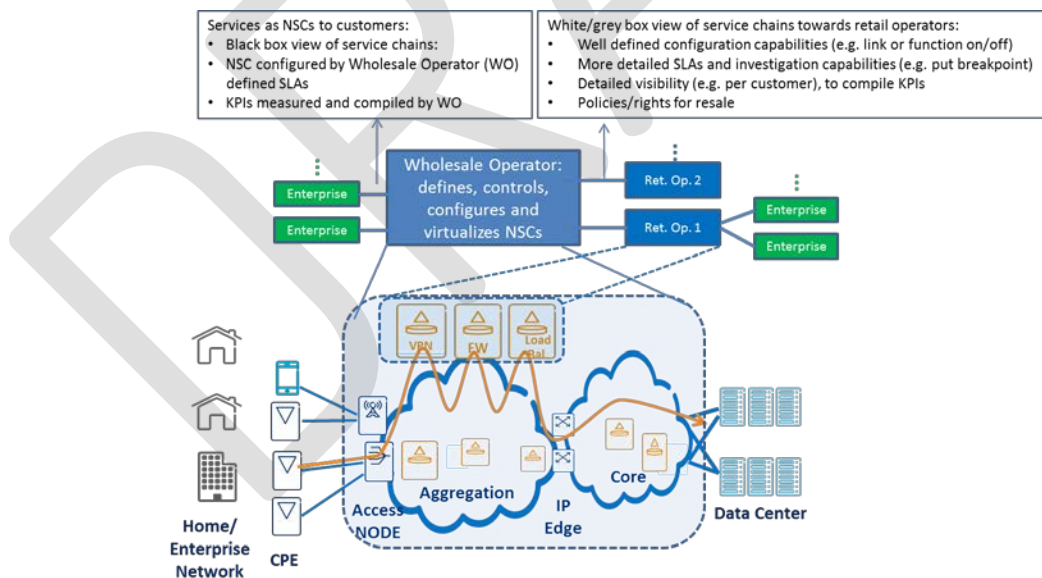 Services as NSCs to customers:
• Black box view of service chains:
• NSC configured by Wholesale Operator (WO)
defined SLAs
• KPIs measured and compiled by WO
White/grey box view of service chains towards retail operators:
• Well defined configuration capabilities (e.g. link or function on/off)
• More detailed SLAs and investigation capabilities (e.g. put breakpoint)
• Detailed visibility (e.g. per customer), to compile KPIs
• Policies/rights for resale
Enterprise
Enterprise
Wholesale Operator:
defines, controls,
configures and
virtualizes NSCs
Ret. Op. 2
Ret. Op. 1
Enterprise
Enterprise
VPN
FW
Load
Bal
Aggregation
Core
Access
NODE
IP
Edge
Data Center
Home/
Enterprise
Network
CPE
DRA